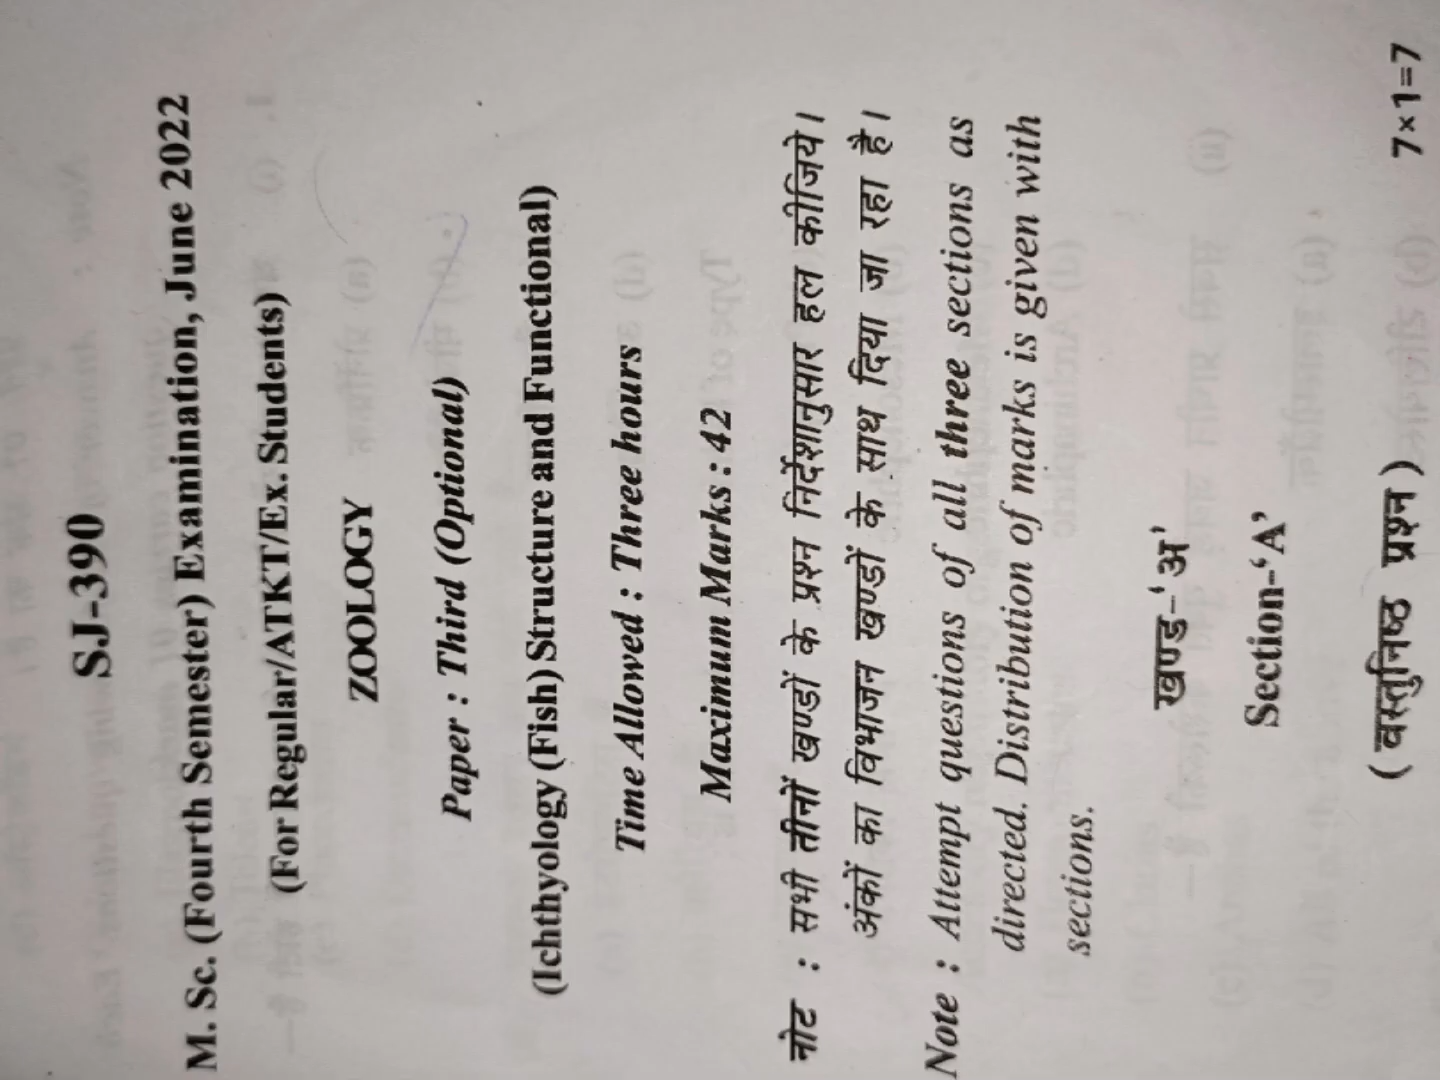 SJ-390
M. Sc. (Fourth Semester) Examination, June 2022
(For Regular/ATKT/Ex. Students)
ZOOLOGY
Paper : Third (Optional)
(Ichthyology (Fish) Structure and Functional)
Time Allowed : Three hours
Maximum Marks : 42
नोट : सभी तीनों खण्डों के प्रश्न निर्देशानुसार हल कीजिये।
अंकों का विभाजन खण्डों के साथ दिया जा रहा है।
Note : Attempt questions of all three sections as
directed. Distribution of marks is given with
sections.
खण्ड-'अ'
Section-'A'
( वस्तुनिष्ठ प्रश्न ) 7×1=7